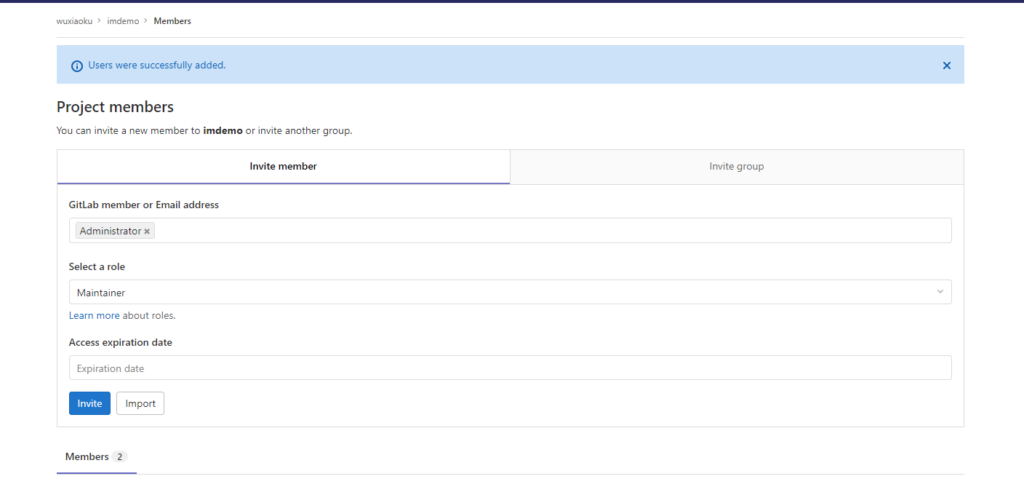 wuxiaoku > imdemo > Members
Users were successfully added.
Project members
You can invite a new member to imdemo or invite another group.
Invite member
Invite group
GitLab member or Email address
Administrator
Select a role
Maintainer
Learn more about roles.
Access expiration date
Expiration date
Invite Import
Members 2